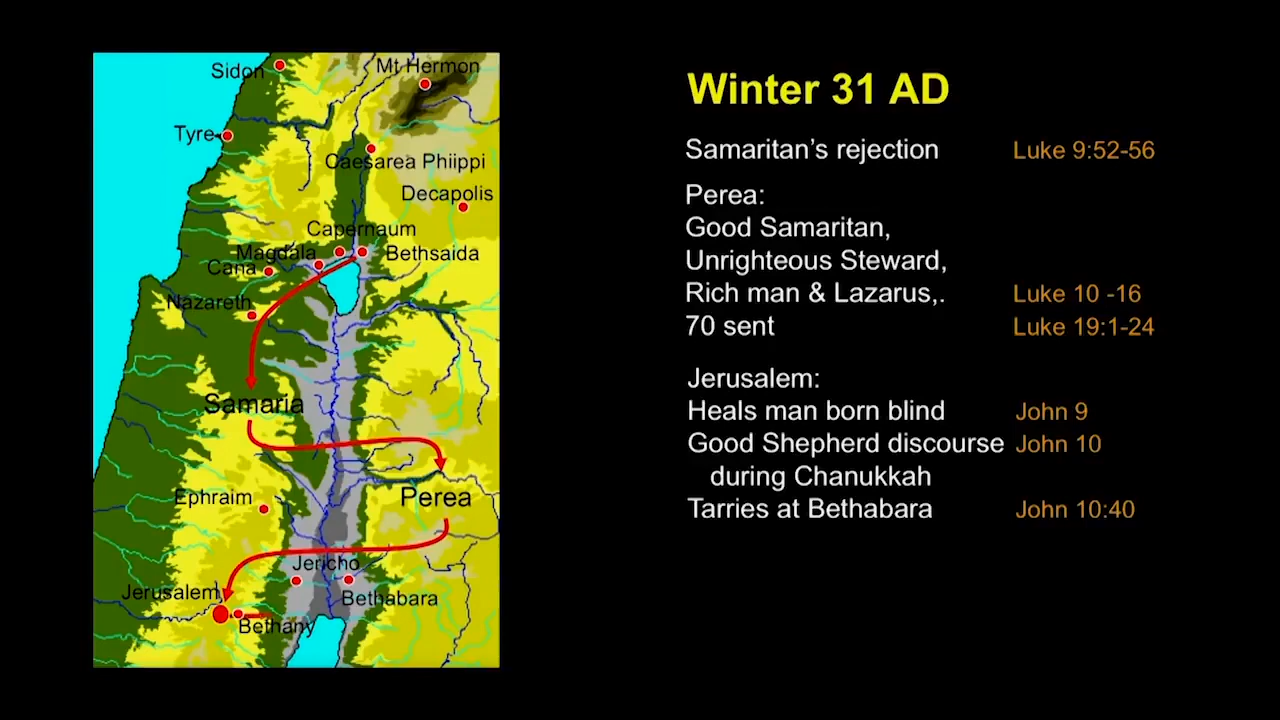 Sidon
Mt Hermon
Tyre
Caesarea Phiippi
Decapolis
Capernaum
Magdala
Bethsaida
Cana
Nazareth
Samaria
Ephraim
Perea
Jericho
Jerusalem
Bethabara
Bethany
Winter 31 AD
Samaritan's rejection Luke 9:52-56
Perea:
Good Samaritan,
Unrighteous Steward,
Rich man & Lazarus,. Luke 10 -16
70 sent Luke 19:1-24
Jerusalem:
Heals man born blind John 9
Good Shepherd discourse John 10
during Chanukkah
Tarries at Bethabara John 10:40